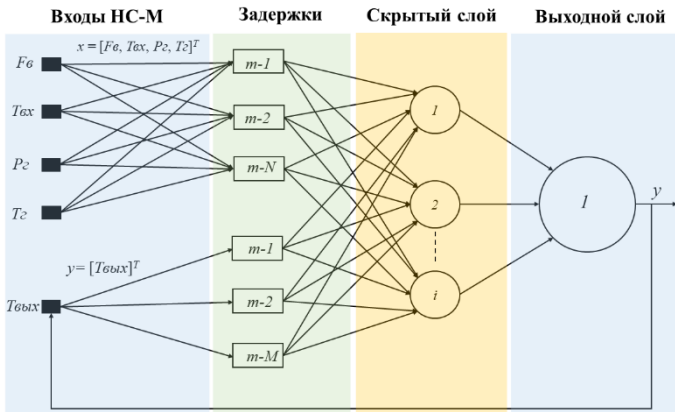 Входы НС-М
Задержки
Скрытый слой
Выходной слой
x = [Fв, Tвх, Pг, Tг]^T
Fв
Tвх
Pг
Tг
Tвых
y= [Tвых]^T
m-1
m-2
m-N
m-1
m-2
m-M
1
2
i
1
y